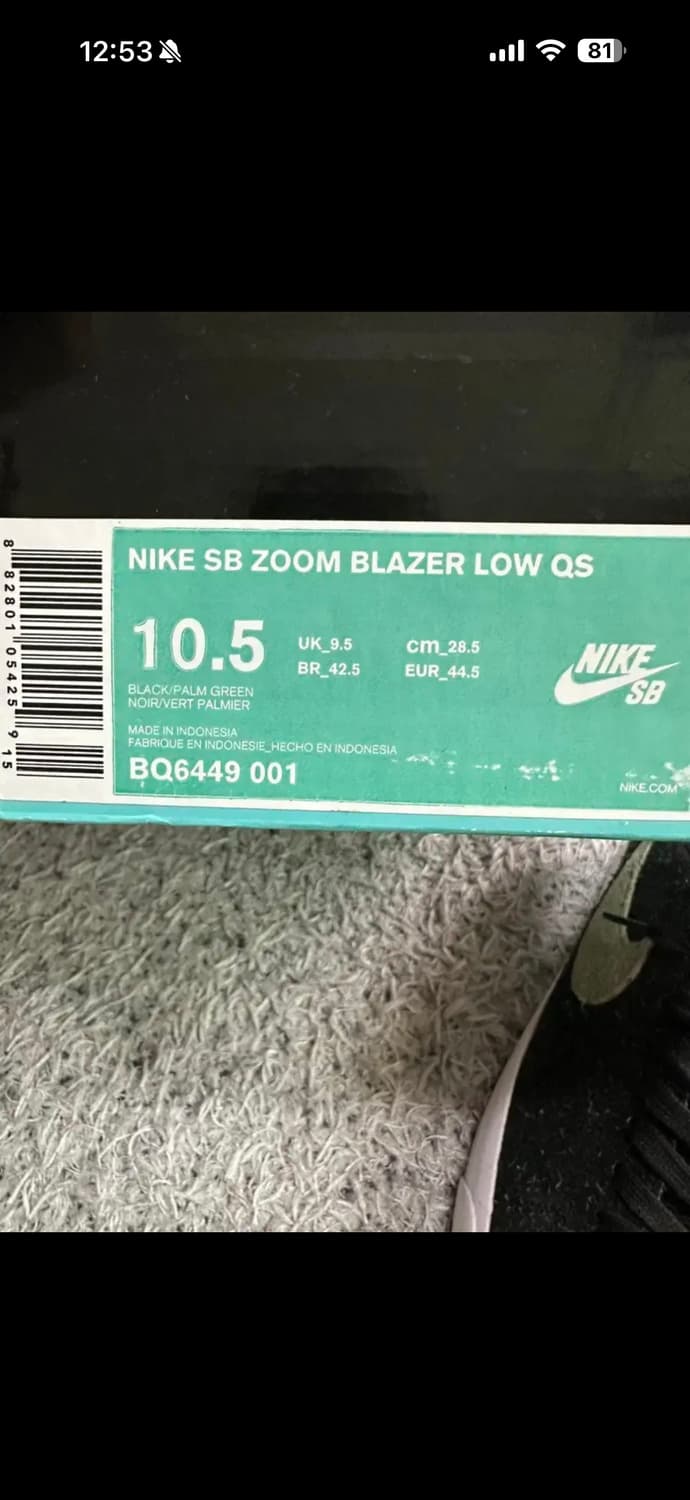 12:53
81
NIKE SB ZOOM BLAZER LOW QS
10.5
UK_9.5
cm_28.5
BR_42.5
EUR_44.5
BLACK/PALM GREEN
NOIR/VERT PALMIER
MADE IN INDONESIA
FABRIQUE EN INDONESIE_HECHO EN INDONESIA
BQ6449 001
NIKE
SB
NIKE.COM
8 82801 05425 9 15